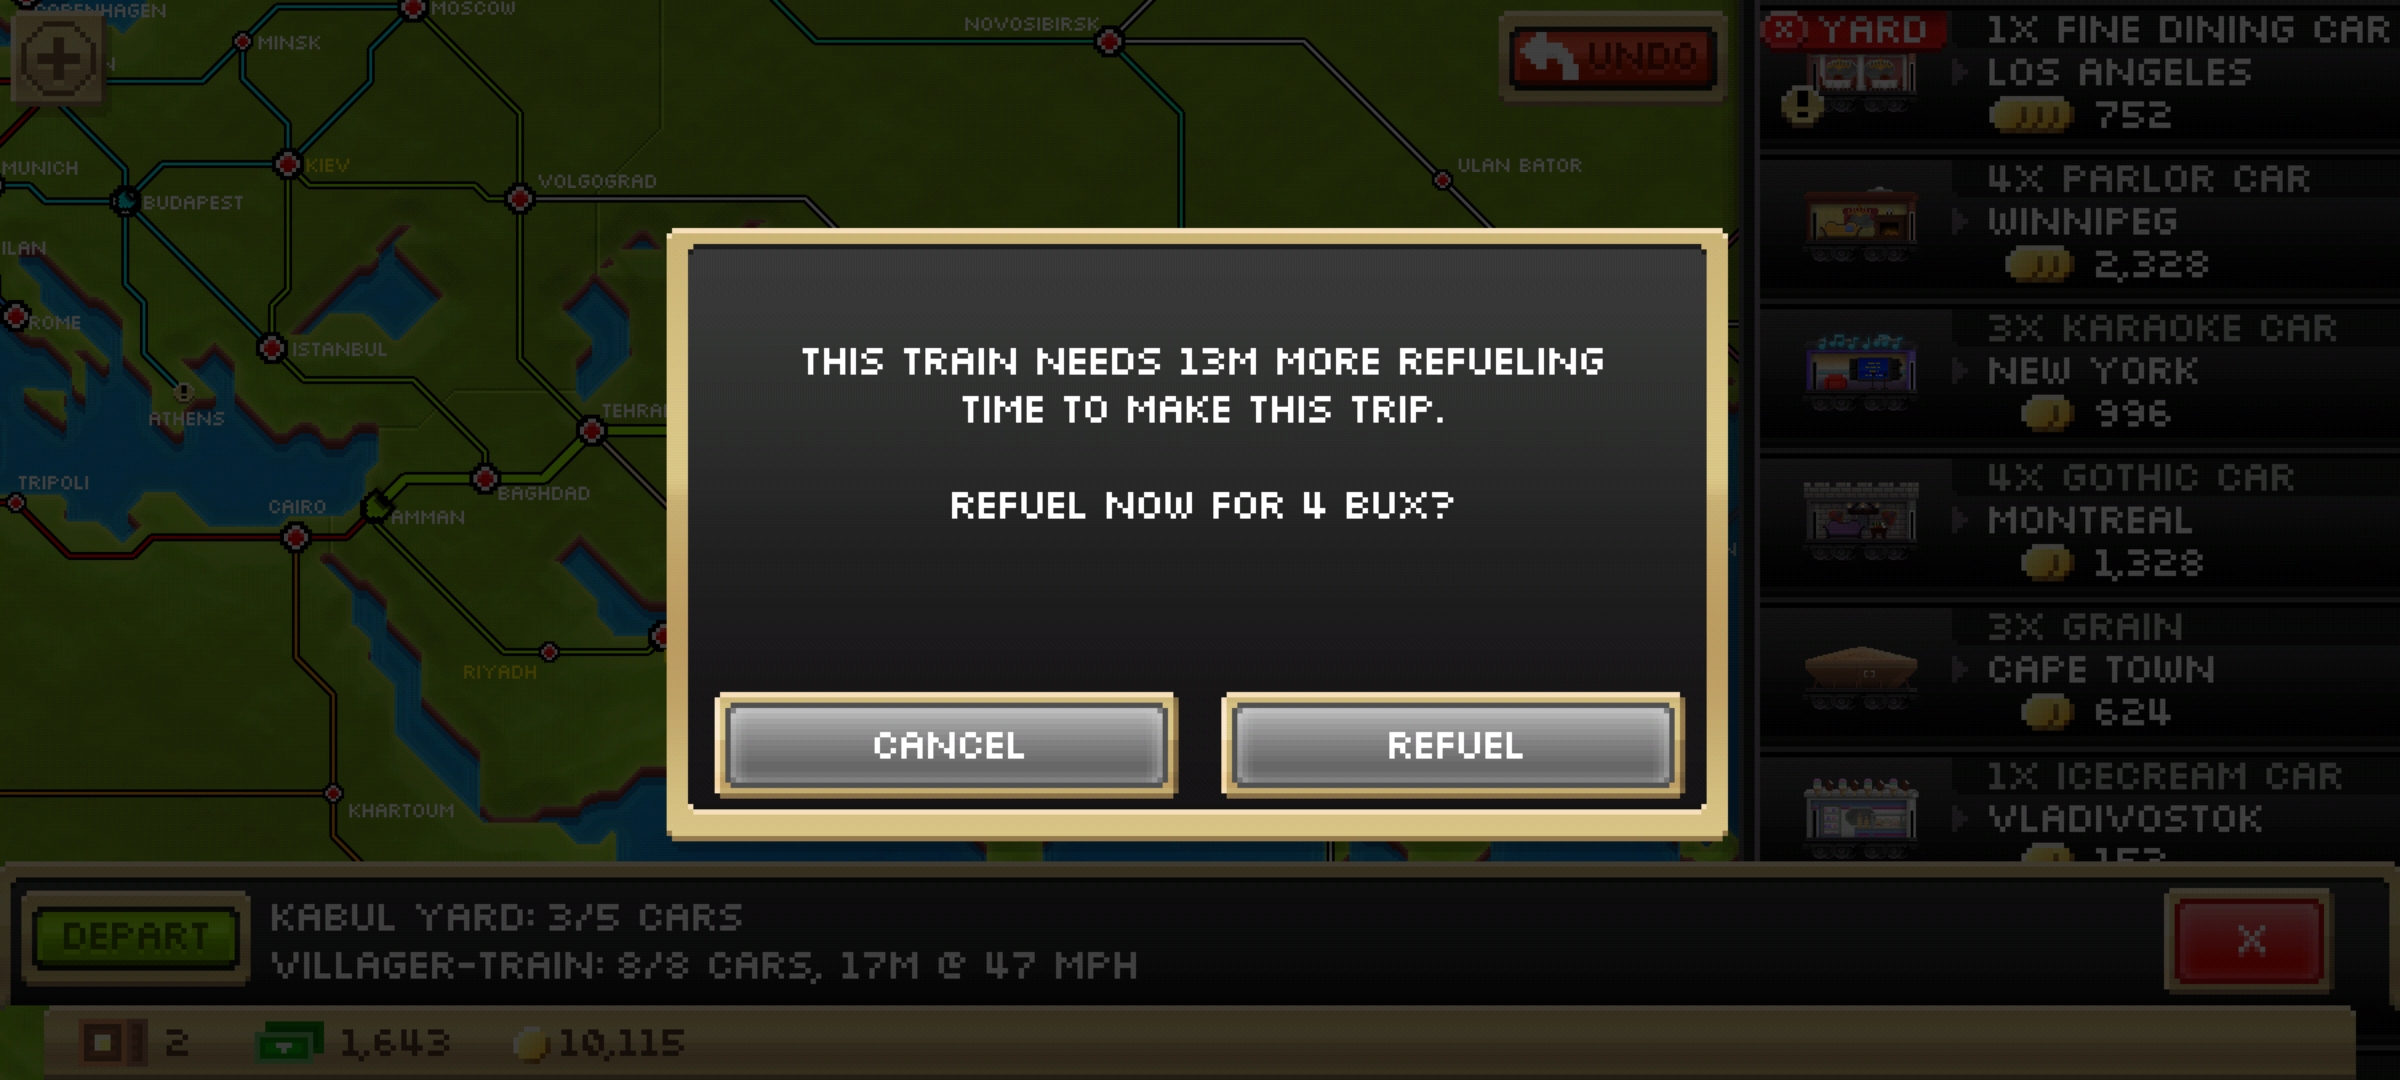 COPENHAGEN
MOSCOW
NOVOSIBIRSK
MINSK
UNDO
YARD
1X FINE DINING CAR
LOS ANGELES
752
MUNICH
KIEV
BUDAPEST
VOLGOGRAD
ULAN BATOR
4X PARLOR CAR
WINNIPEG
2,328
ROME
ISTANBUL
ATHENS
3X KARAOKE CAR
NEW YORK
996
THIS TRAIN NEEDS 13M MORE REFUELING
TIME TO MAKE THIS TRIP.
REFUEL NOW FOR 4 BUX?
TRIPOLI
CAIRO
AMMAN
BAGHDAD
4X GOTHIC CAR
MONTREAL
1,328
RIYADH
3X GRAIN
CAPE TOWN
624
CANCEL
REFUEL
KHARTOUM
1X ICECREAM CAR
VLADIVOSTOK
DEPART
KABUL YARD: 3/5 CARS
VILLAGER-TRAIN: 8/8 CARS, 17M @ 47 MPH
X
2
1,643
10,115